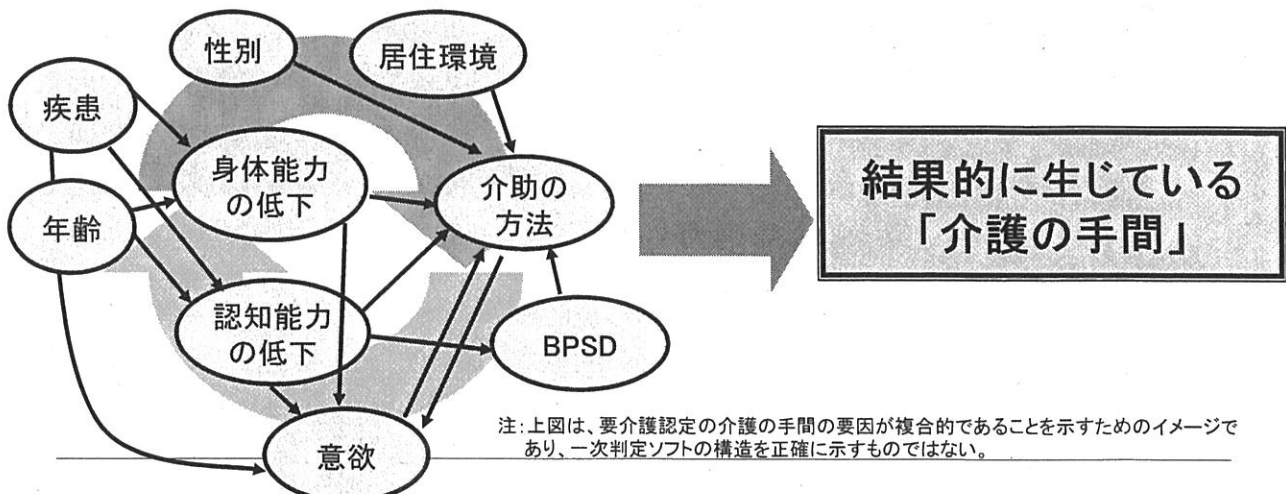 性別
居住環境
疾患
身体能力
の低下
介助の
方法
年齢
結果的に生じている
「介護の手間」
認知能力
の低下
BPSD
意欲
注:上図は、要介護認定の介護の手間の要因が複合的であることを示すためのイメージで
あり、一次判定ソフトの構造を正確に示すものではない。